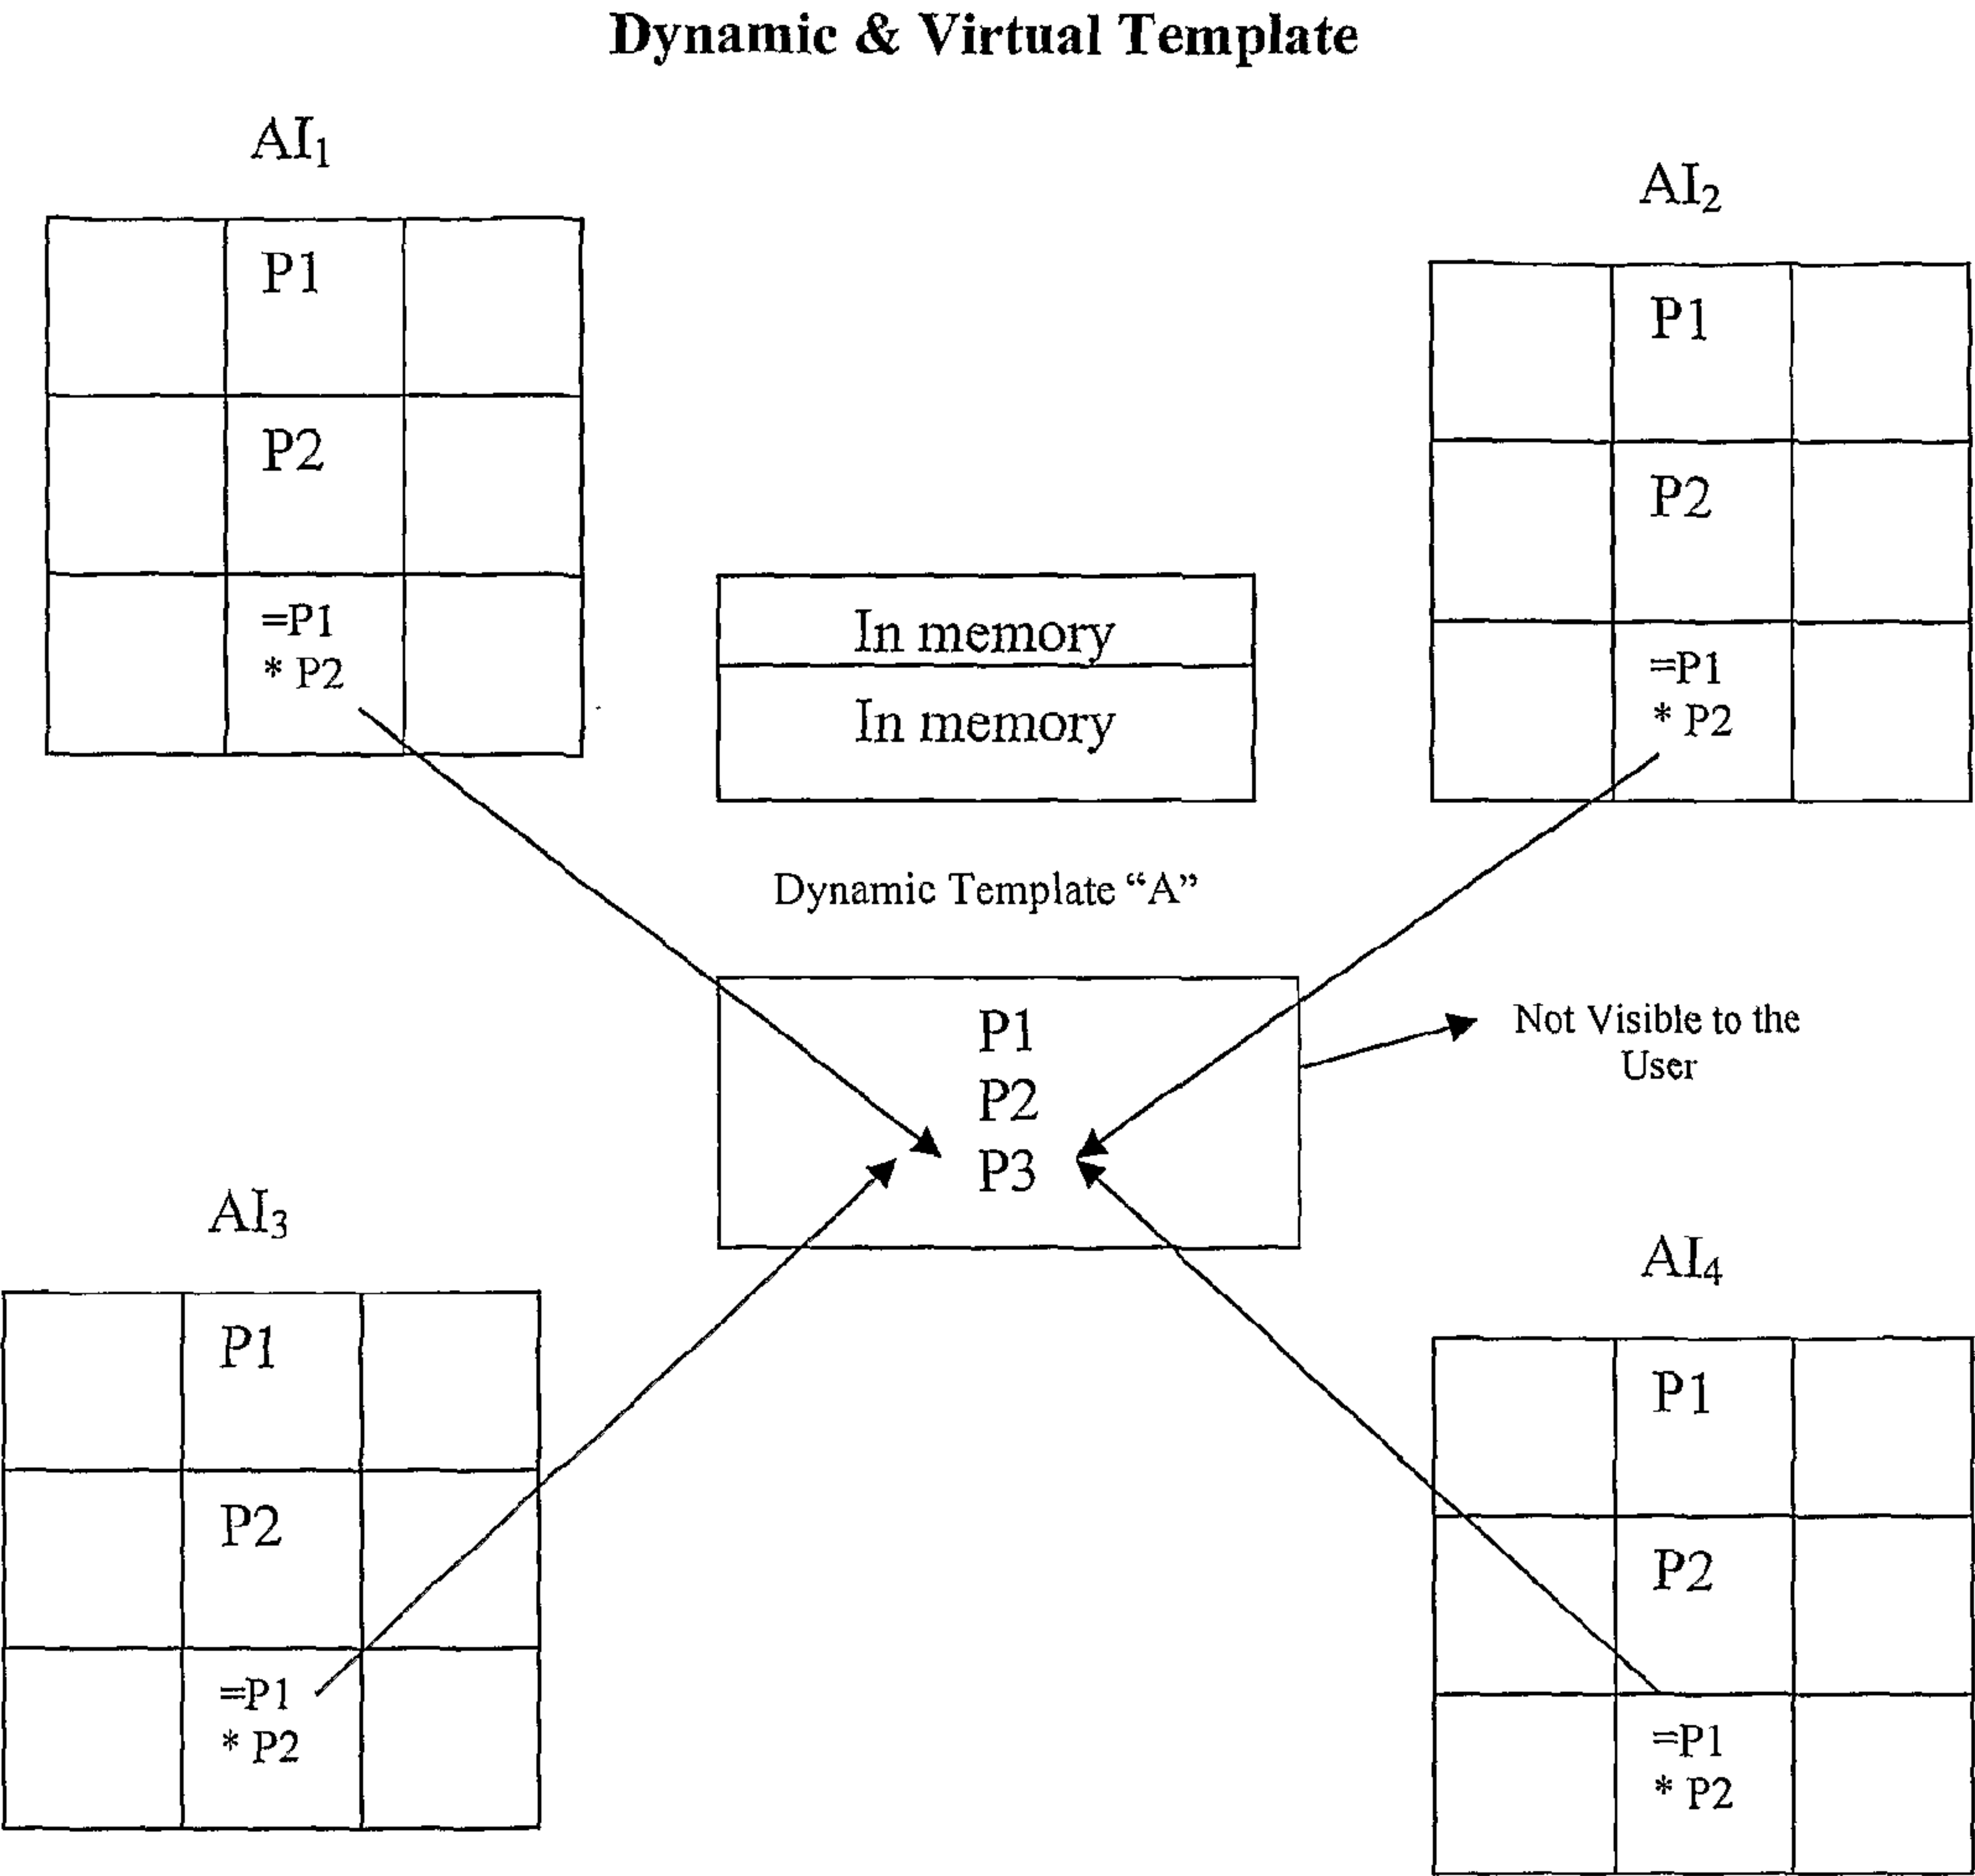 Dynamic & Virtual Template
AI₁
P1
P2
=P1
* P2
AI₂
P1
P2
=P1
* P2
In memory
In memory
Dynamic Template “A”
P1
P2
P3
Not Visible to the
User
AI₃
P1
P2
=P1
* P2
AI₄
P1
P2
=P1
* P2